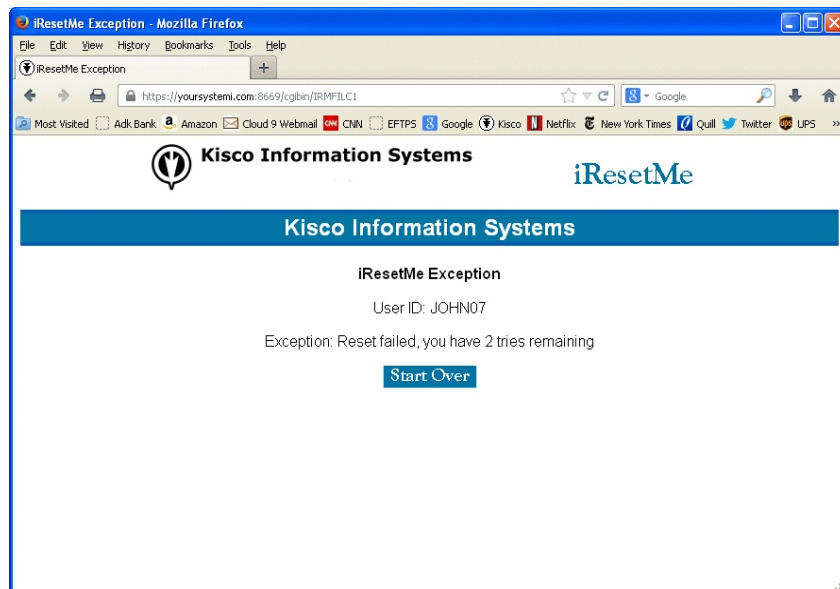 iResetMe Exception - Mozilla Firefox
File Edit View History Bookmarks Tools Help
iResetMe Exception
https://yoursystemi.com:8669/cgibin/IRMFILC1
Google
Most Visited Adk Bank Amazon Cloud 9 Webmail CNN EFTPS Google Kisco Netflix New York Times Quill Twitter UPS »
Kisco Information Systems
iResetMe
Kisco Information Systems
iResetMe Exception
User ID: JOHN07
Exception: Reset failed, you have 2 tries remaining
Start Over